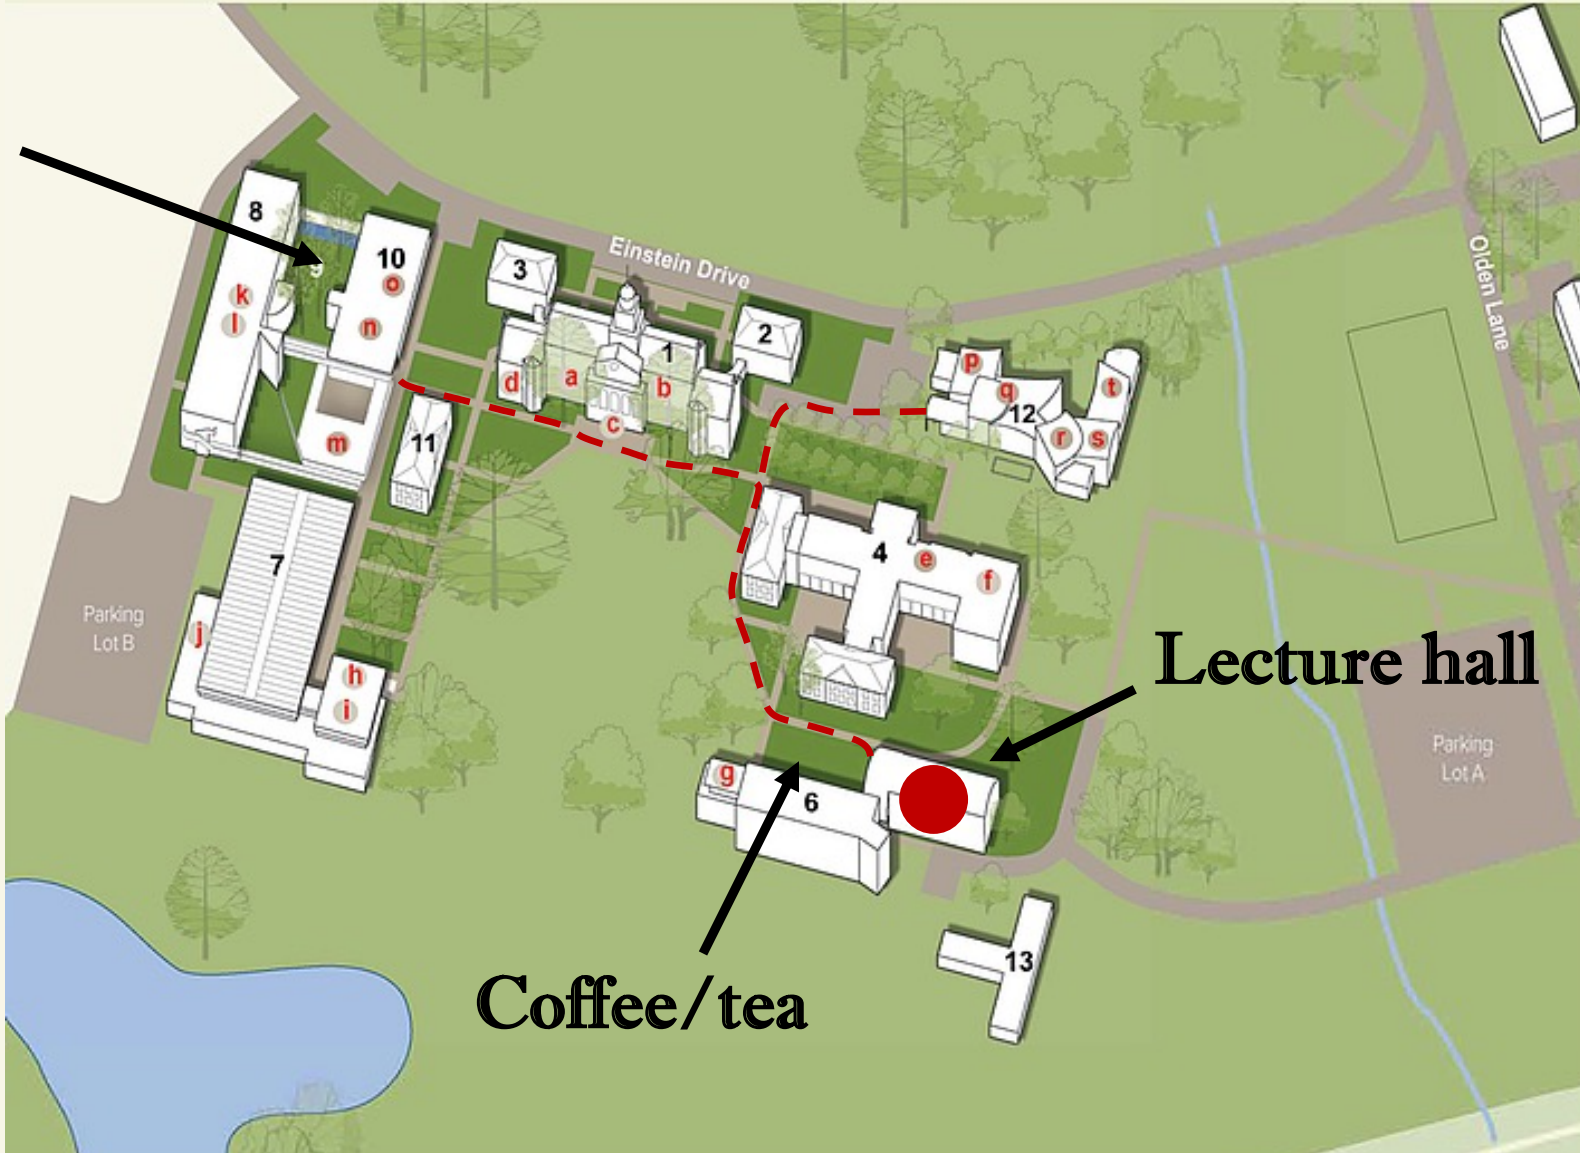 8
9
10
k
o
l
n
3
Einstein Drive
2
1
d
a
b
c
m
11
p
q
12
t
r
s
Olden Lane
7
4
e
f
Parking
Lot B
j
h
i
Lecture hall
g
6
Parking
Lot A
Coffee/tea
13